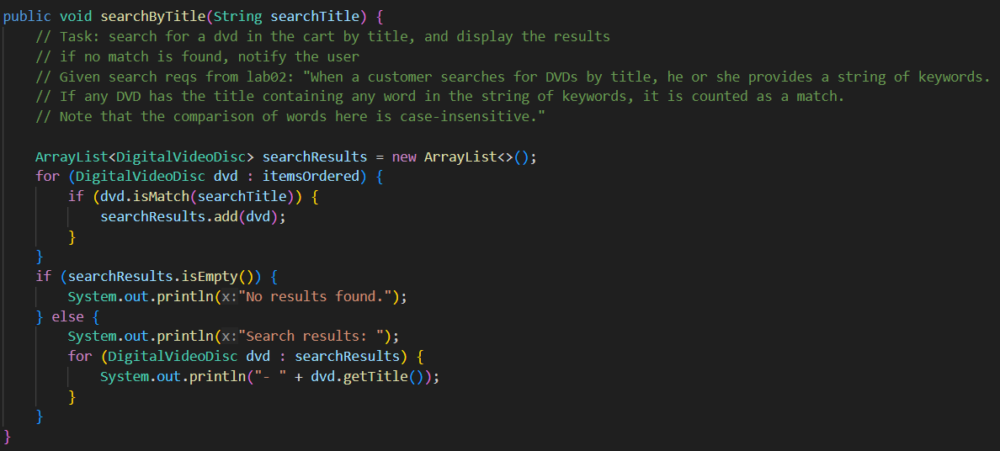 public void searchByTitle(String searchTitle) {
    // Task: search for a dvd in the cart by title, and display the results
    // if no match is found, notify the user
    // Given search reqs from lab02: "When a customer searches for DVDs by title, he or she provides a string of keywords.
    // If any DVD has the title containing any word in the string of keywords, it is counted as a match.
    // Note that the comparison of words here is case-insensitive."

    ArrayList<DigitalVideoDisc> searchResults = new ArrayList<>();
    for (DigitalVideoDisc dvd : itemsOrdered) {
        if (dvd.isMatch(searchTitle)) {
            searchResults.add(dvd);
        }
    }
    if (searchResults.isEmpty()) {
        System.out.println(x:"No results found.");
    } else {
        System.out.println(x:"Search results: ");
        for (DigitalVideoDisc dvd : searchResults) {
            System.out.println("- " + dvd.getTitle());
        }
    }
}